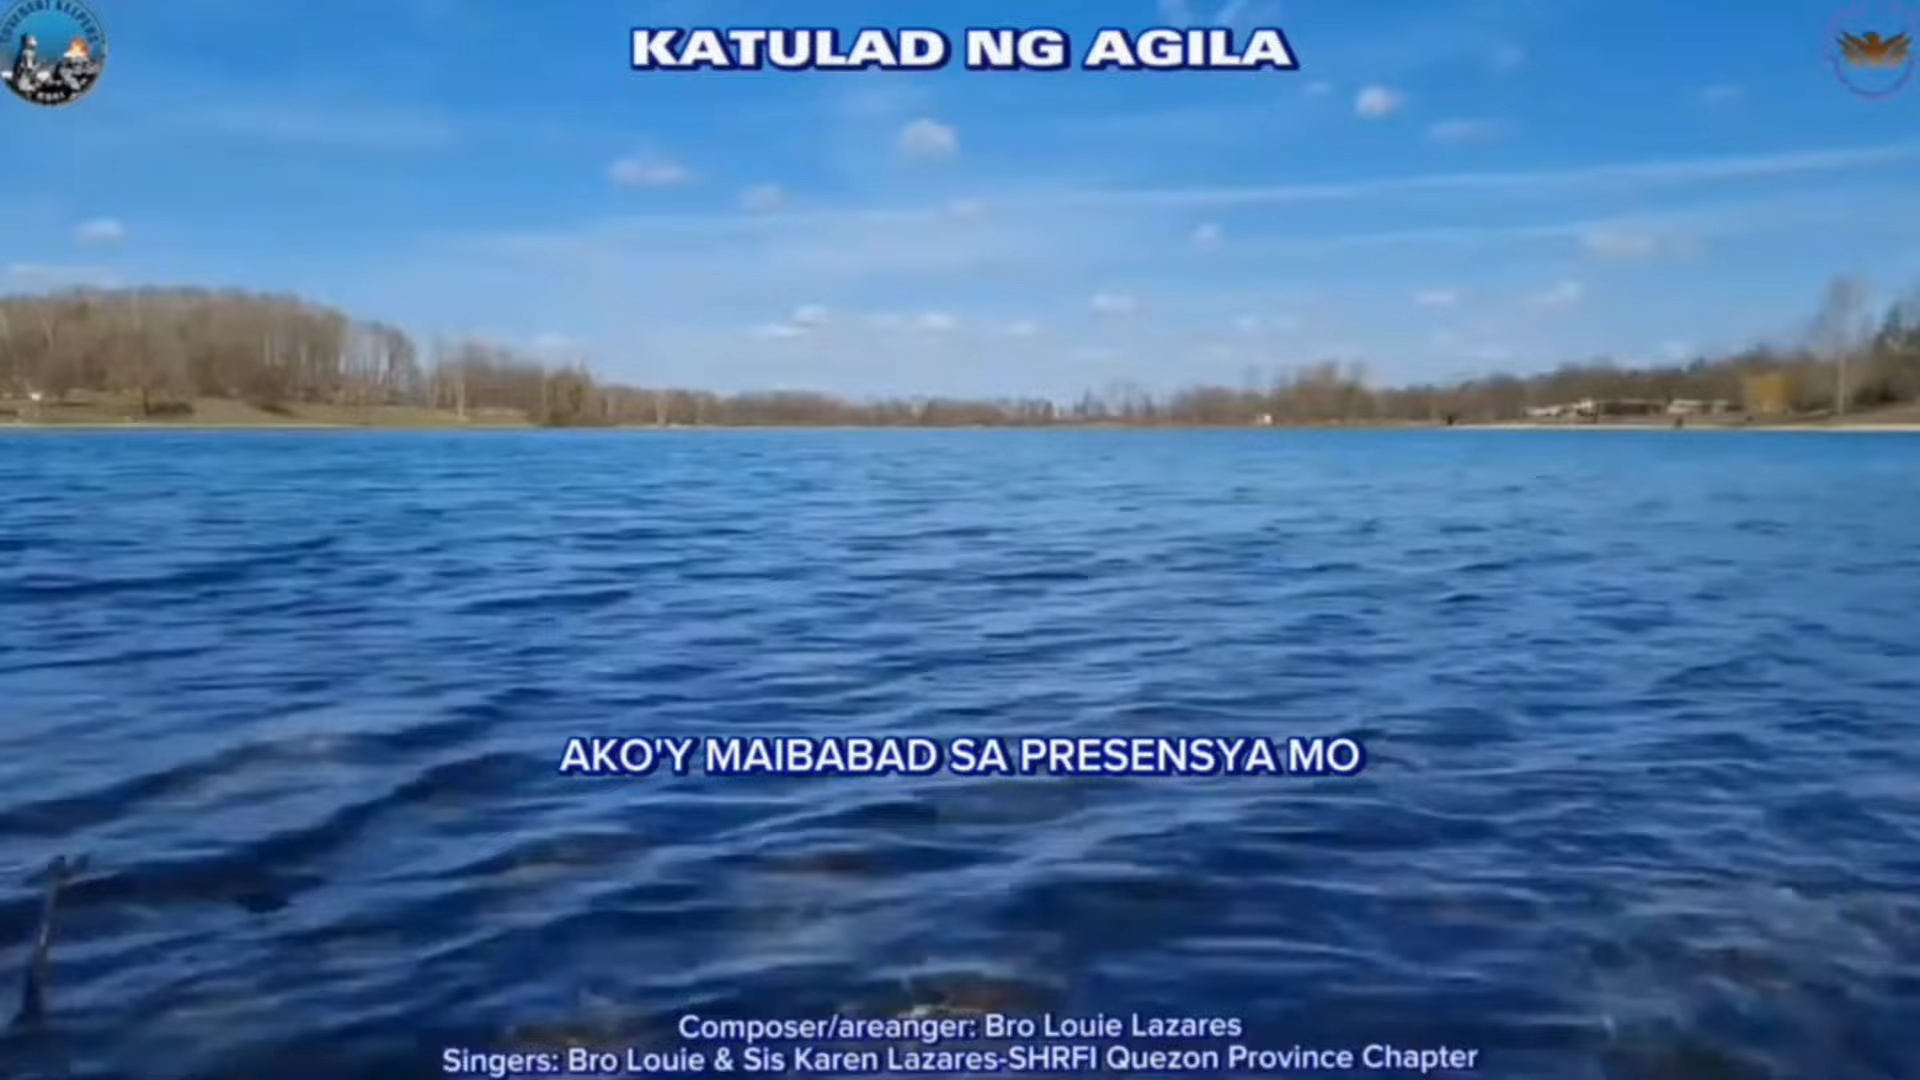 KATULAD NG AGILA
AKO'Y MAIBABAD SA PRESENSYA MO
Composer/areanger: Bro Louie Lazares
Singers: Bro Louie & Sis Karen Lazares-SHRFI Quezon Province Chapter